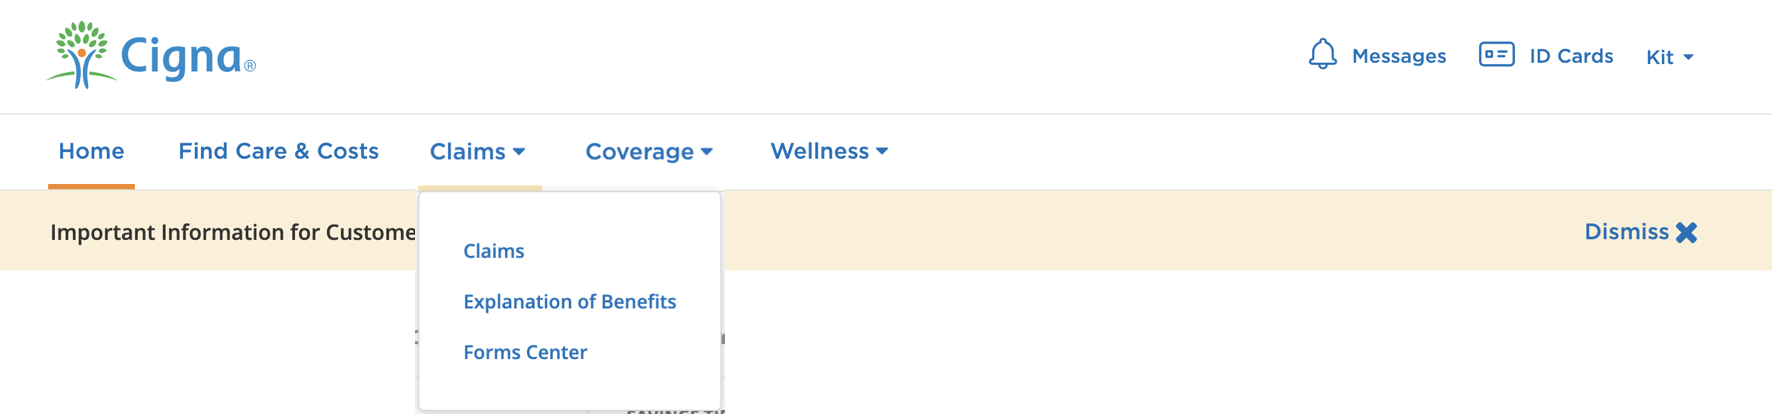 Cigna®
Messages
ID Cards
Kit
Home
Find Care & Costs
Claims
Coverage
Wellness
Important Information for
Dismiss
Claims
Explanation of Benefits
Forms Center